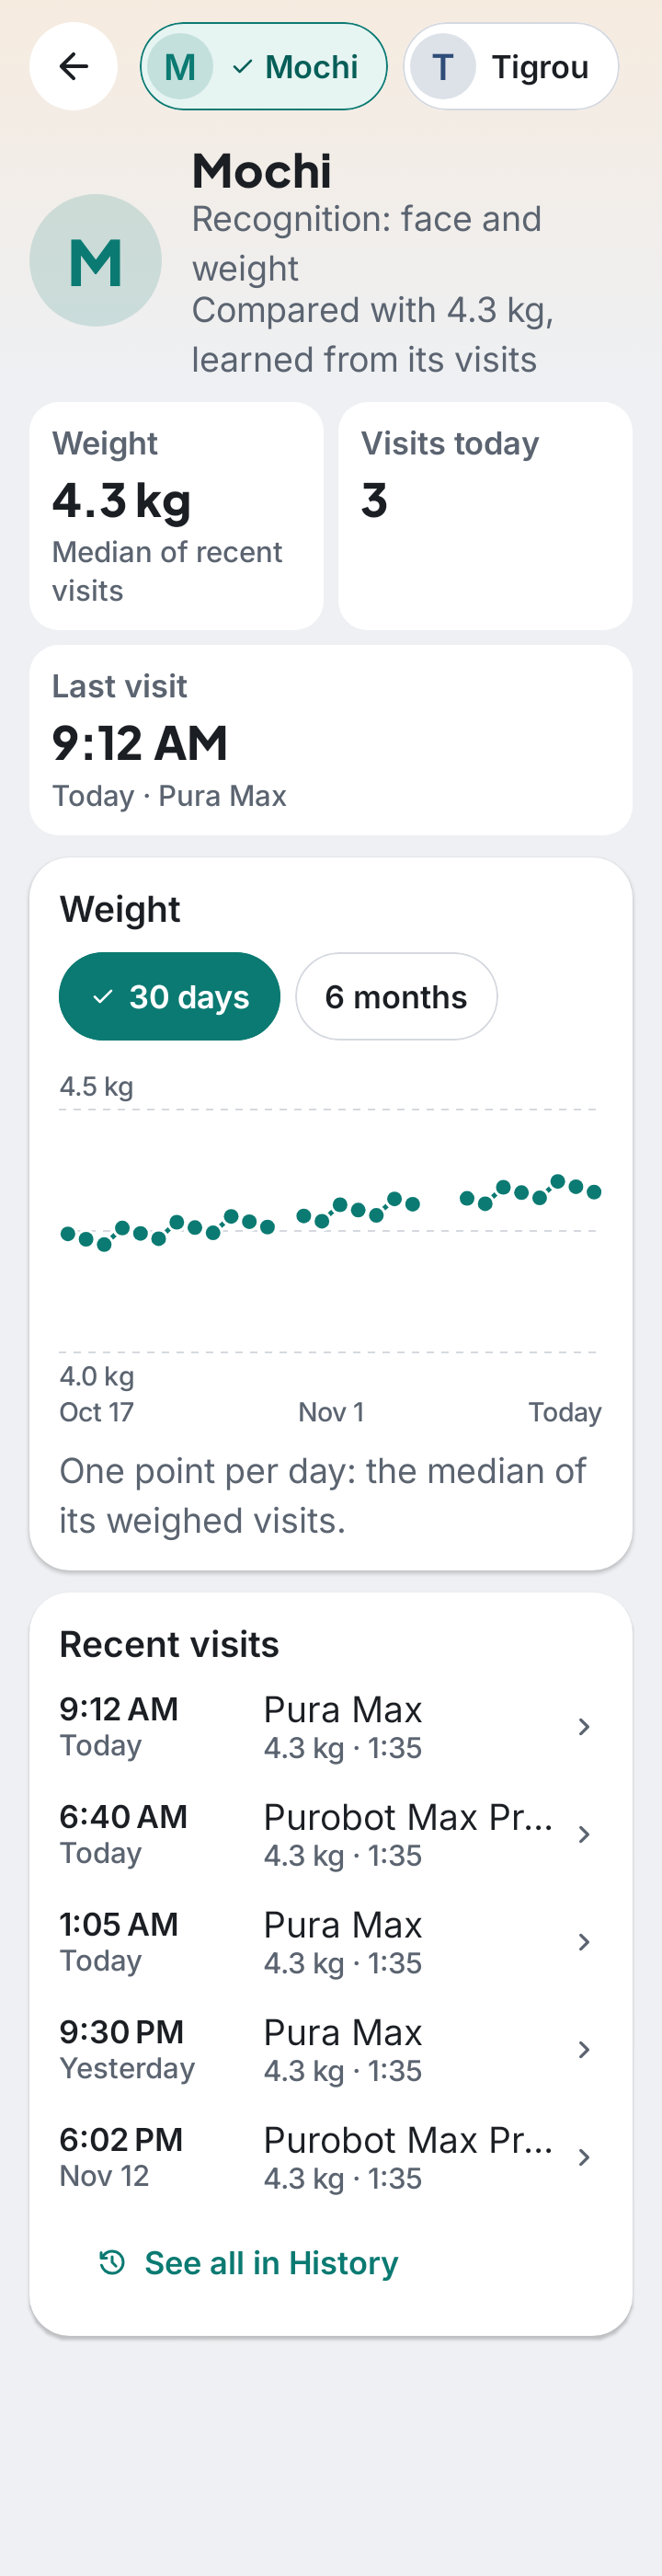 M Mochi T Tigrou
Mochi
M
Recognition: face and
weight
Compared with 4.3 kg,
learned from its visits
Weight
4.3 kg
Median of recent
visits
Visits today
3
Last visit
9:12 AM
Today · Pura Max
Weight
30 days 6 months
4.5 kg
4.0 kg
Oct 17 Nov 1 Today
One point per day: the median of
its weighed visits.
Recent visits
9:12 AM Pura Max
Today 4.3 kg · 1:35
6:40 AM Purobot Max Pr...
Today 4.3 kg · 1:35
1:05 AM Pura Max
Today 4.3 kg · 1:35
9:30 PM Pura Max
Yesterday 4.3 kg · 1:35
6:02 PM Purobot Max Pr...
Nov 12 4.3 kg · 1:35
See all in History